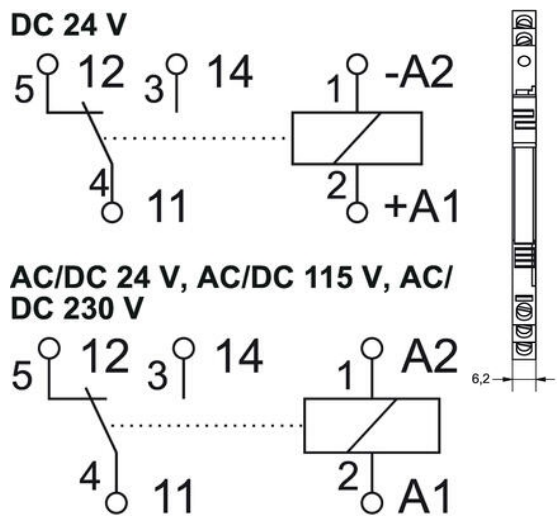 DC 24 V
5 12 3 14 1 -A2
4 11 2 +A1
AC/DC 24 V, AC/DC 115 V, AC/
DC 230 V
5 12 3 14 1 A2
6,2
4 11 2 A1